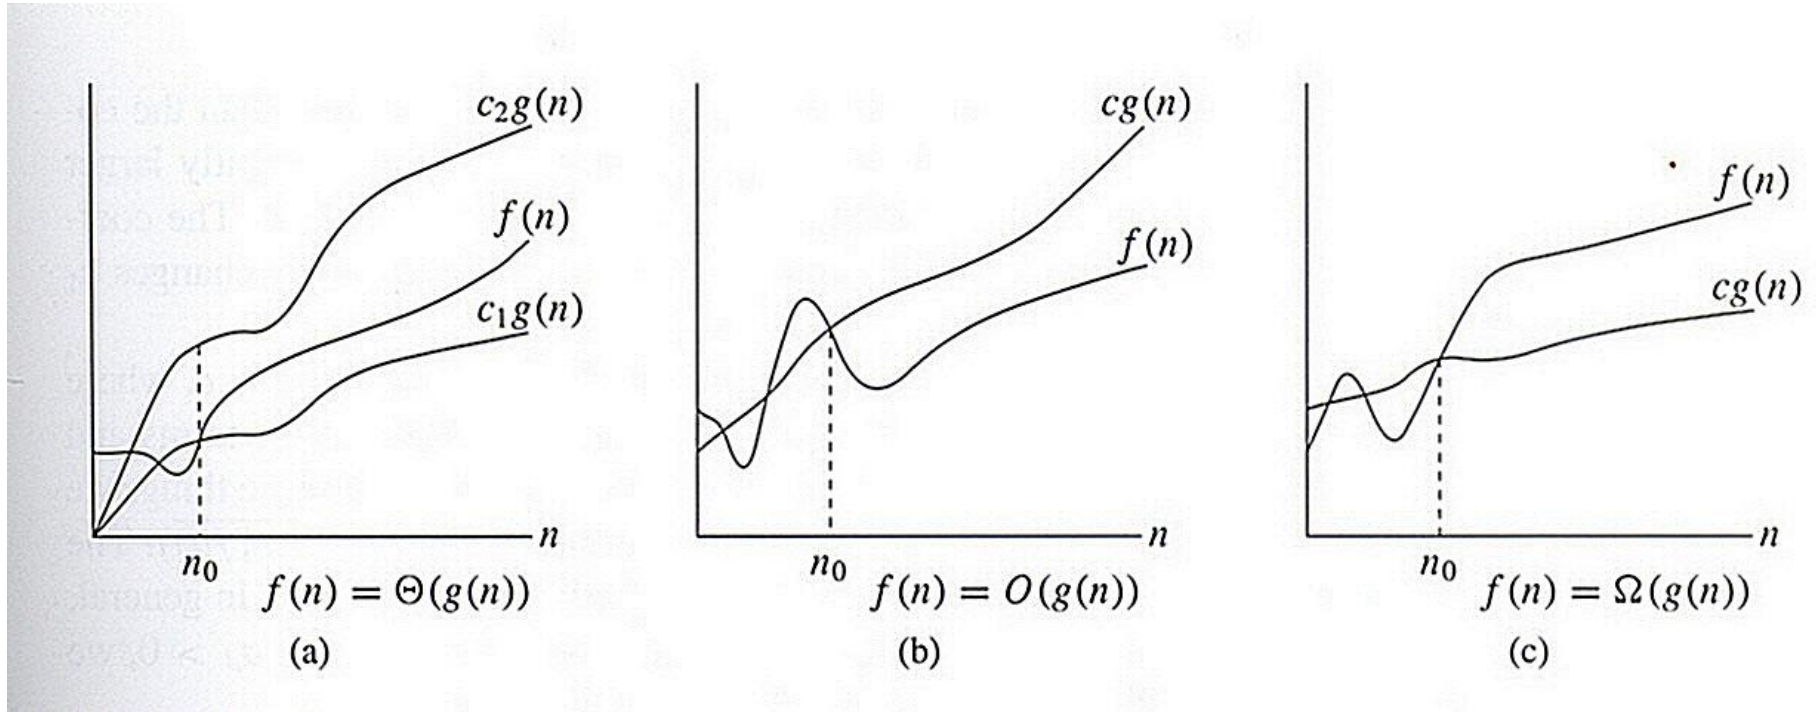 c₂g(n)
f(n)
c₁g(n)
n
n₀
f(n) = Θ(g(n))
(a)
cg(n)
f(n)
n
n₀
f(n) = O(g(n))
(b)
f(n)
cg(n)
n
n₀
f(n) = Ω(g(n))
(c)